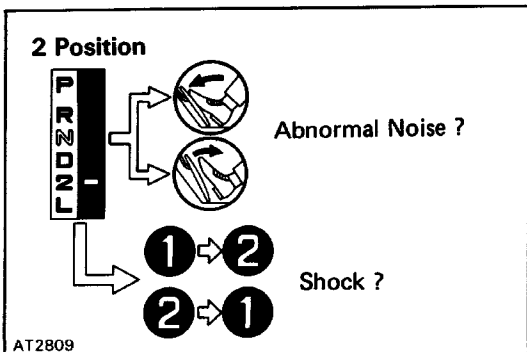 2 Position
P
R
N
D
2
L
Abnormal Noise ?
1 2
Shock ?
2 1
AT2809